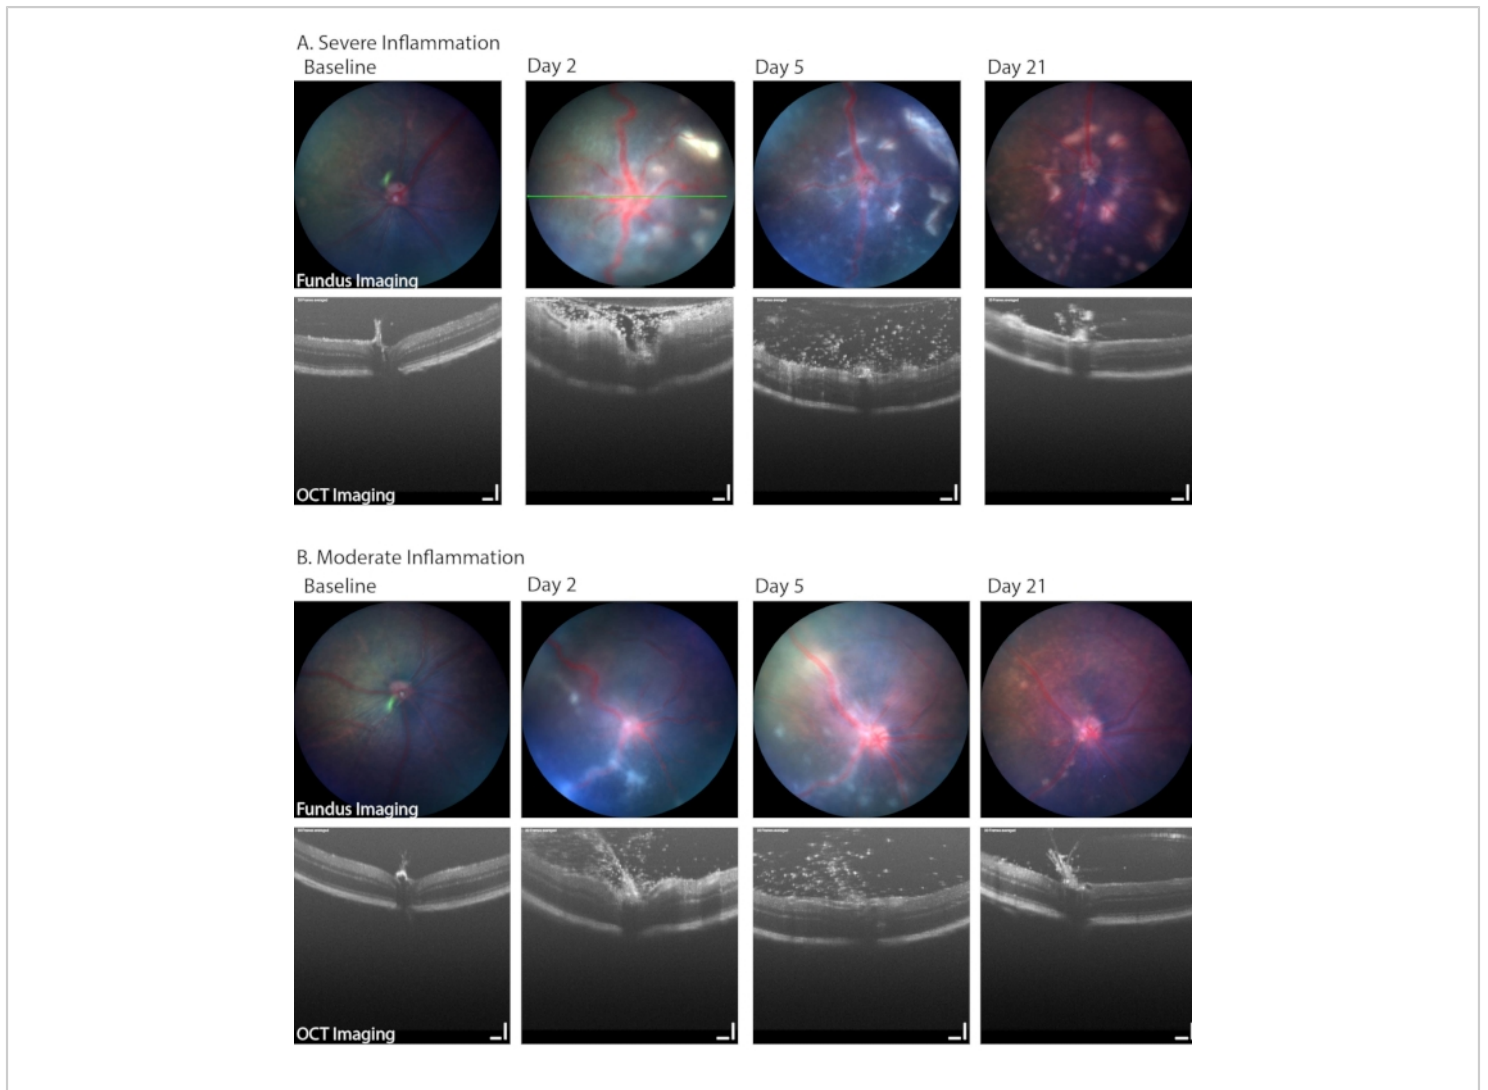 A. Severe Inflammation
Baseline
Day 2
Day 5
Day 21
Fundus Imaging
OCT Imaging
B. Moderate Inflammation
Baseline
Day 2
Day 5
Day 21
Fundus Imaging
OCT Imaging